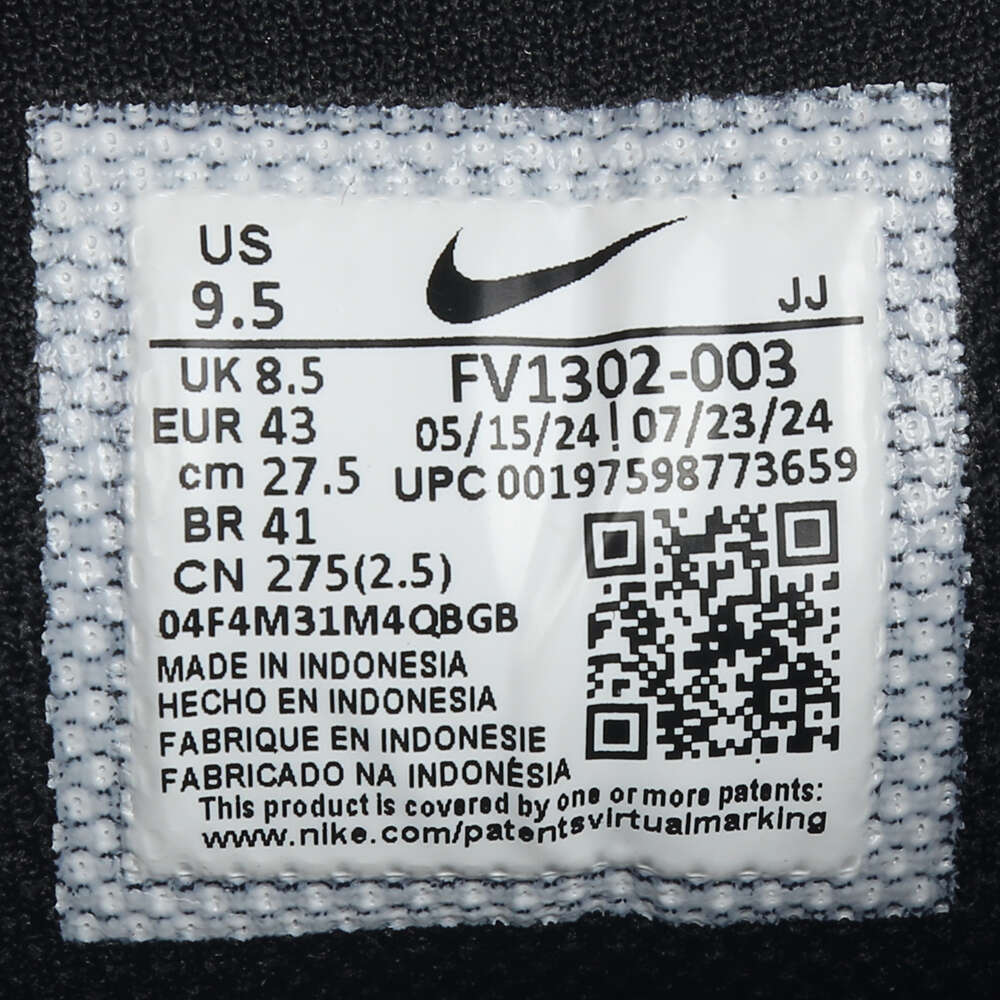 US
9.5
JJ
UK 8.5
EUR 43
cm 27.5
BR 41
CN 275(2.5)
FV1302-003
05/15/24 | 07/23/24
UPC 00197598773659
04F4M31M4QBGB
MADE IN INDONESIA
HECHO EN INDONESIA
FABRIQUE EN INDONESIE
FABRICADO NA INDONÉSIA
This product is covered by one or more patents:
www.nike.com/patentsvirtualmarking